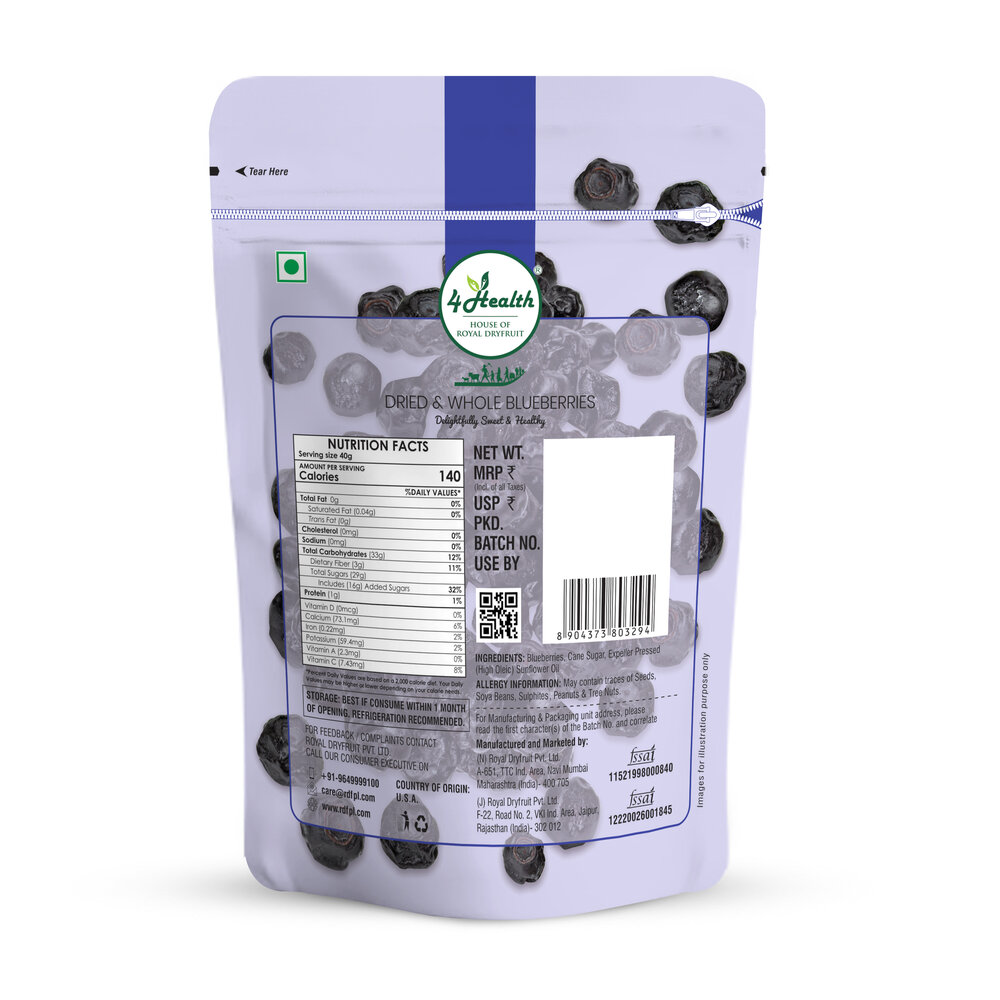 Tear Here
4Health
®
HOUSE OF
ROYAL DRYFRUIT
DRIED & WHOLE BLUEBERRIES
Delightfully Sweet & Healthy
NUTRITION FACTS
Serving size 40g
AMOUNT PER SERVING
Calories 140
%DAILY VALUES*
Total Fat 0g 0%
Saturated Fat (0.04g) 0%
Trans Fat (0g)
Cholesterol (0mg) 0%
Sodium (0mg) 0%
Total Carbohydrates (33g) 12%
Dietary Fiber (3g) 11%
Total Sugars (29g)
Includes (16g) Added Sugars 32%
Protein (1g) 1%
Vitamin D (0mcg) 0%
Calcium (73.1mg) 6%
Iron (0.22mg) 2%
Potassium (59.4mg) 2%
Vitamin A (2.3mg) 0%
Vitamin C (7.43mg) 8%
*Percent Daily Values are based on a 2,000 calorie diet. Your Daily
Values may be higher or lower depending on your calorie needs.
STORAGE: BEST IF CONSUME WITHIN 1 MONTH
OF OPENING, REFRIGERATION RECOMMENDED.
FOR FEEDBACK / COMPLAINTS CONTACT
ROYAL DRYFRUIT PVT. LTD.
CALL OUR CONSUMER EXECUTIVE ON
+91-9649999100
care@rdfpl.com
www.rdfpl.com
COUNTRY OF ORIGIN:
U.S.A.
NET WT.
MRP ₹
(Incl. of all Taxes)
USP ₹
PKD.
BATCH NO.
USE BY
8 904373 803294
INGREDIENTS: Blueberries, Cane Sugar, Expeller Pressed
(High Oleic) Sunflower Oil
ALLERGY INFORMATION: May contain traces of Seeds,
Soya Beans, Sulphites, Peanuts & Tree Nuts.
For Manufacturing & Packaging unit address, please
read the first character(s) of the Batch No. and correlate
Manufactured and Marketed by:
(N) Royal Dryfruit Pvt. Ltd.
A-651, TTC Ind. Area, Navi Mumbai
Maharashtra (India)- 400 705
fssai
11521998000840
(J) Royal Dryfruit Pvt. Ltd.
F-22, Road No. 2, VKI Ind. Area, Jaipur,
Rajasthan (India)- 302 012
fssai
12220026001845
Images for illustration purpose only